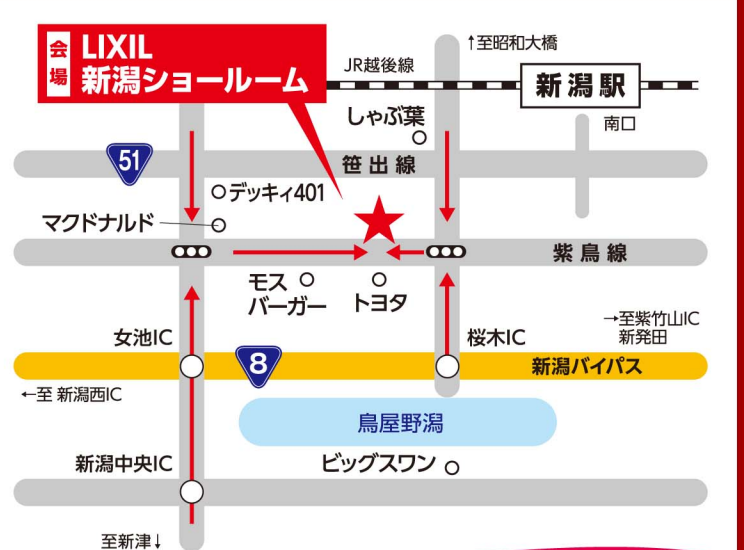 会場
LIXIL
新潟ショールーム
↑至昭和大橋
JR越後線
新潟駅
南口
しゃぶ葉
51
笹出線
デッキィ401
マクドナルド
紫鳥線
モス
バーガー
トヨタ
女池IC
桜木IC
→至紫竹山IC
新発田
8
新潟バイパス
←至 新潟西IC
鳥屋野潟
新潟中央IC
ビッグスワン
至新津↓